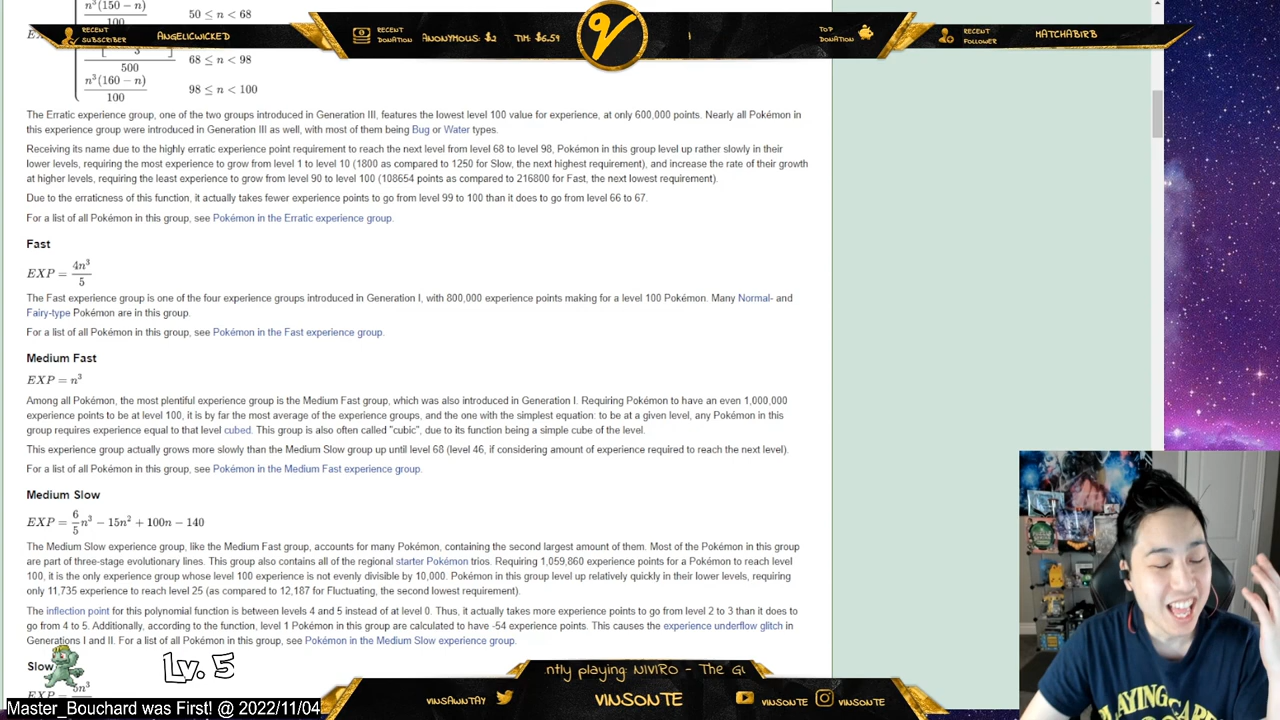 n³(150 − n)
100
50 ≤ n < 68
RECENT
SUBSCRIBER
ANGELICWICKED
RECENT
DONATION
ANONYMOUS: $2
TIM: $6.59
TOP
DONATION
RECENT
FOLLOWER
MATCHABIRB
3
500
68 ≤ n < 98
n³(160 − n)
100
98 ≤ n < 100
The Erratic experience group, one of the two groups introduced in Generation III, features the lowest level 100 value for experience, at only 600,000 points. Nearly all Pokémon in
this experience group were introduced in Generation III as well, with most of them being Bug or Water types.
Receiving its name due to the highly erratic experience point requirement to reach the next level from level 68 to level 98, Pokémon in this group level up rather slowly in their
lower levels, requiring the most experience to grow from level 1 to level 10 (1800 as compared to 1250 for Slow, the next highest requirement), and increase the rate of their growth
at higher levels, requiring the least experience to grow from level 90 to level 100 (108654 points as compared to 216800 for Fast, the next lowest requirement).
Due to the erraticness of this function, it actually takes fewer experience points to go from level 99 to 100 than it does to go from level 66 to 67.
For a list of all Pokémon in this group, see Pokémon in the Erratic experience group.
Fast
EXP = 4n³
5
The Fast experience group is one of the four experience groups introduced in Generation I, with 800,000 experience points making for a level 100 Pokémon. Many Normal- and
Fairy-type Pokémon are in this group.
For a list of all Pokémon in this group, see Pokémon in the Fast experience group.
Medium Fast
EXP = n³
Among all Pokémon, the most plentiful experience group is the Medium Fast group, which was also introduced in Generation I. Requiring Pokémon to have an even 1,000,000
experience points to be at level 100, it is by far the most average of the experience groups, and the one with the simplest equation: to be at a given level, any Pokémon in this
group requires experience equal to that level cubed. This group is also often called "cubic", due to its function being a simple cube of the level.
This experience group actually grows more slowly than the Medium Slow group up until level 68 (level 46, if considering amount of experience required to reach the next level).
For a list of all Pokémon in this group, see Pokémon in the Medium Fast experience group.
Medium Slow
EXP = 6/5 n³ − 15n² + 100n − 140
The Medium Slow experience group, like the Medium Fast group, accounts for many Pokémon, containing the second largest amount of them. Most of the Pokémon in this group
are part of three-stage evolutionary lines. This group also contains all of the regional starter Pokémon trios. Requiring 1,059,860 experience points for a Pokémon to reach level
100, it is the only experience group whose level 100 experience is not evenly divisible by 10,000. Pokémon in this group level up relatively quickly in their lower levels, requiring
only 11,735 experience to reach level 25 (as compared to 12,187 for Fluctuating, the second lowest requirement).
The inflection point for this polynomial function is between levels 4 and 5 instead of at level 0. Thus, it actually takes more experience points to go from level 2 to 3 than it does to
go from 4 to 5. Additionally, according to the function, level 1 Pokémon in this group are calculated to have -54 experience points. This causes the experience underflow glitch in
Generations I and II. For a list of all Pokémon in this group, see Pokémon in the Medium Slow experience group.
Slow
Lv. 5
5n³
Master_Bouchard was First! @ 2022/11/04
ntly playing: NIVIRO - The
VINSAWNTAY
VINSONTE
VINSONTE
VINSONTE
PLAYING